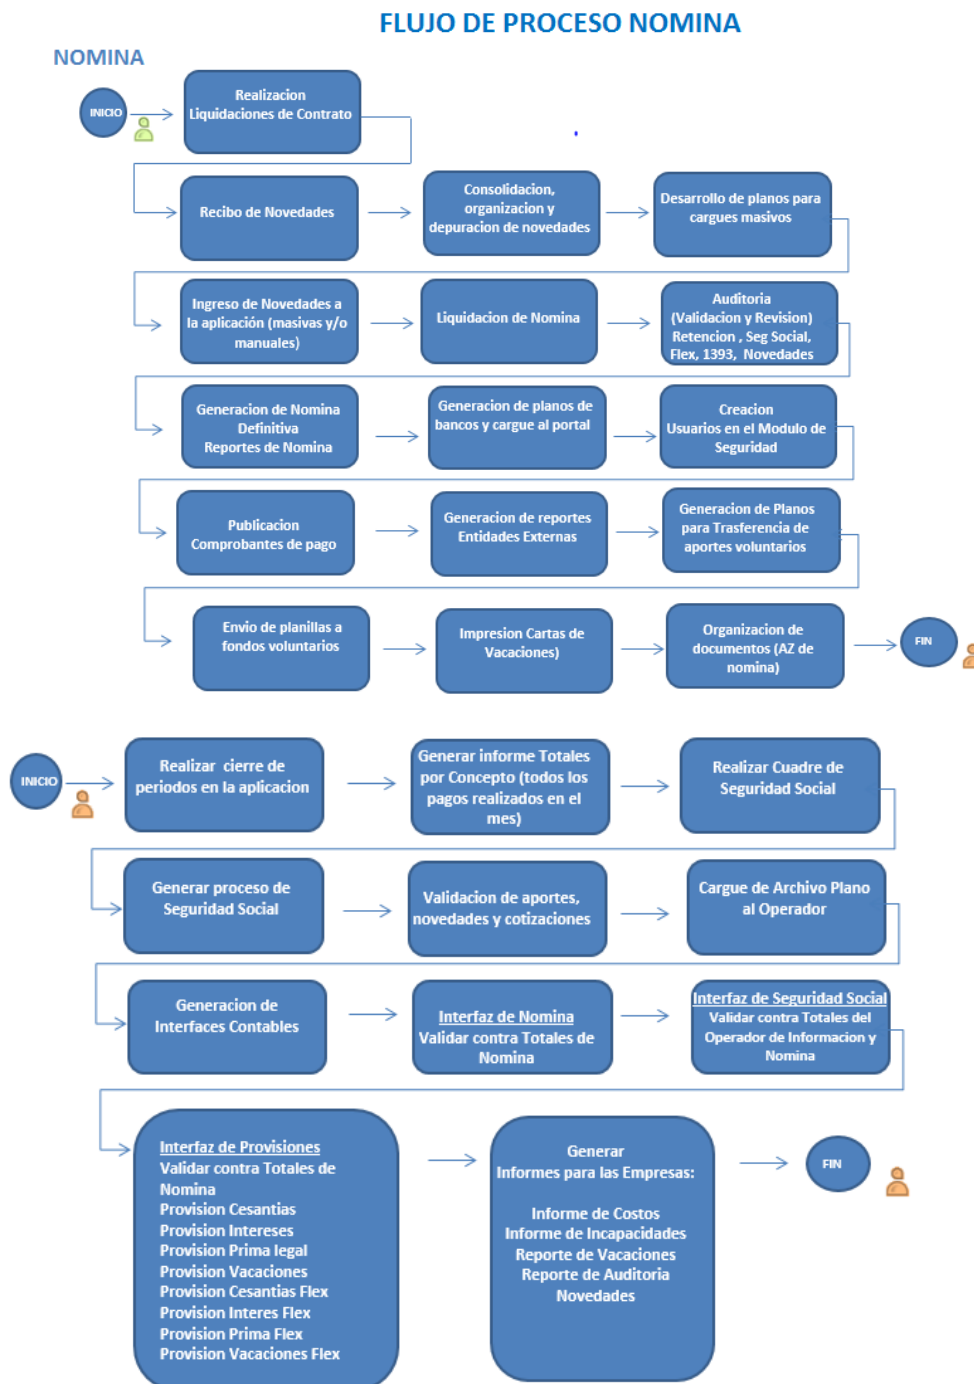 FLUJO DE PROCESO NOMINA
NOMINA
INICIO
Realizacion
Liquidaciones de Contrato
Recibo de Novedades
Consolidacion,
organizacion y
depuracion de novedades
Desarrollo de planos para
cargues masivos
Ingreso de Novedades a
la aplicación (masivas y/o
manuales)
Liquidacion de Nomina
Auditoria
(Validacion y Revision)
Retencion , Seg Social,
Flex, 1393, Novedades
Generacion de Nomina
Definitiva
Reportes de Nomina
Generacion de planos de
bancos y cargue al portal
Creacion
Usuarios en el Modulo de
Seguridad
Publicacion
Comprobantes de pago
Generacion de reportes
Entidades Externas
Generacion de Planos
para Trasferencia de
aportes voluntarios
Envio de planillas a
fondos voluntarios
Impresion Cartas de
Vacaciones)
Organizacion de
documentos (AZ de
nomina)
FIN
INICIO
Realizar cierre de
periodos en la aplicacion
Generar informe Totales
por Concepto (todos los
pagos realizados en el
mes)
Realizar Cuadre de
Seguridad Social
Generar proceso de
Seguridad Social
Validacion de aportes,
novedades y cotizaciones
Cargue de Archivo Plano
al Operador
Generacion de
Interfaces Contables
Interfaz de Nomina
Validar contra Totales de
Nomina
Interfaz de Seguridad Social
Validar contra Totales del
Operador de Informacion y
Nomina
Interfaz de Provisiones
Validar contra Totales de
Nomina
Provision Cesantias
Provision Intereses
Provision Prima legal
Provision Vacaciones
Provision Cesantias Flex
Provision Interes Flex
Provision Prima Flex
Provision Vacaciones Flex
Generar
Informes para las Empresas:
Informe de Costos
Informe de Incapacidades
Reporte de Vacaciones
Reporte de Auditoria
Novedades
FIN